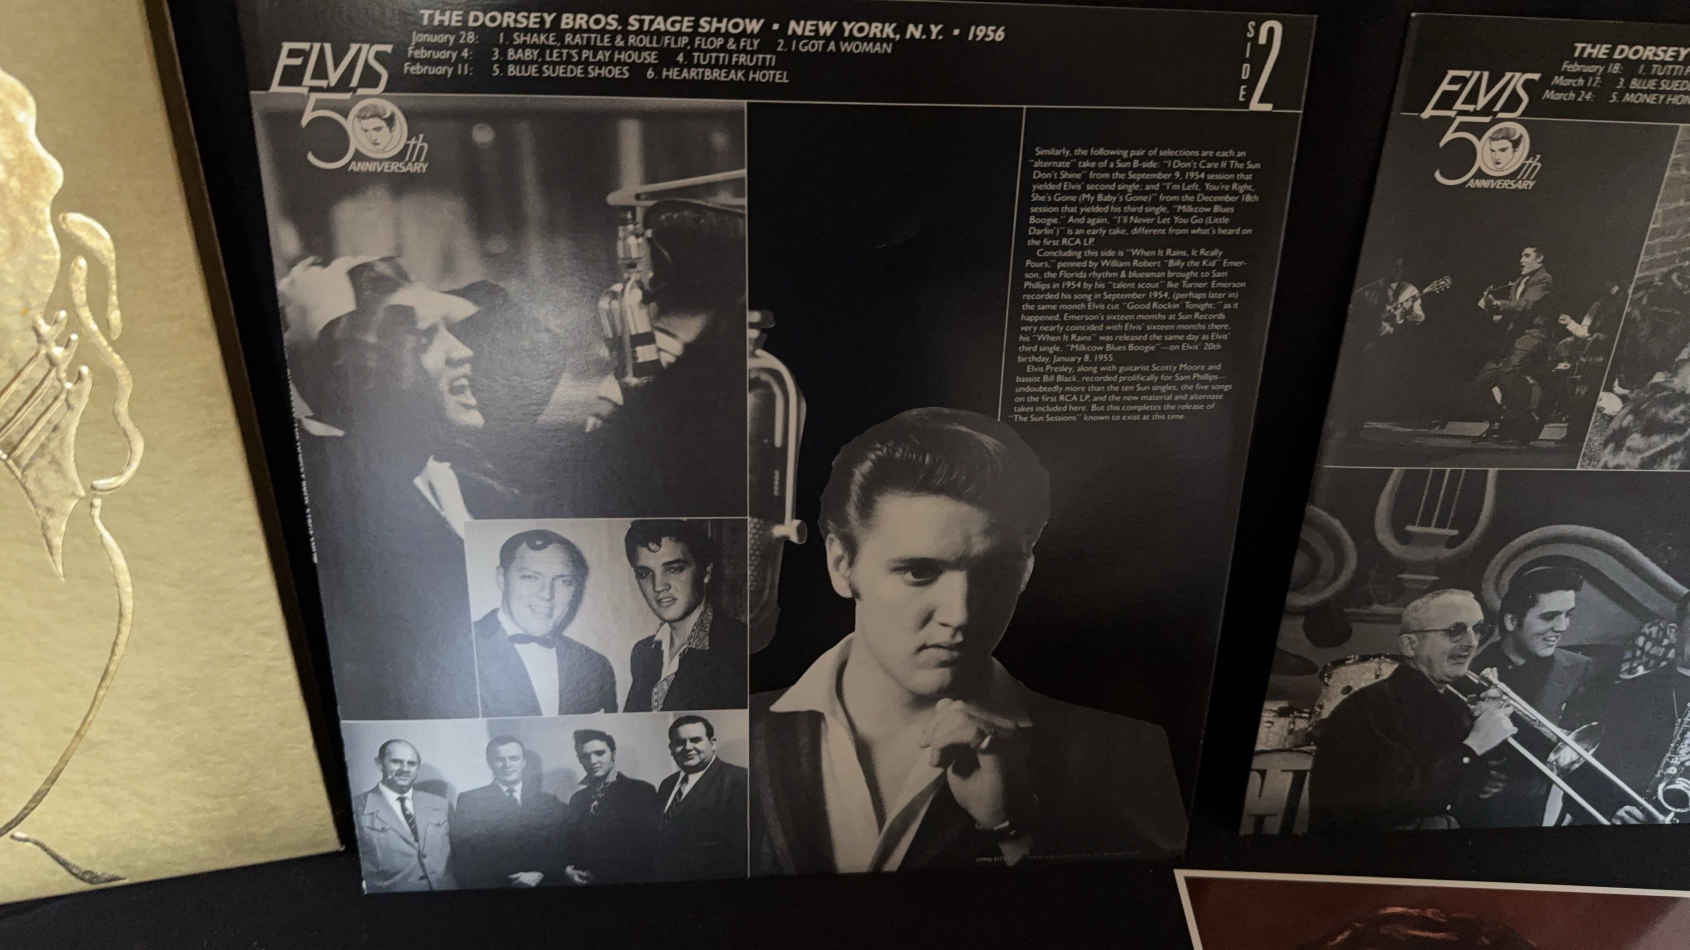 THE DORSEY BROS. STAGE SHOW ▪ NEW YORK, N.Y. ▪ 1956
January 28: 1. SHAKE, RATTLE & ROLL/FLIP, FLOP & FLY 2. I GOT A WOMAN
February 4: 3. BABY, LET'S PLAY HOUSE 4. TUTTI FRUTTI
February 11: 5. BLUE SUEDE SHOES 6. HEARTBREAK HOTEL
SIDE 2
ELVIS
50th
ANNIVERSARY
Similarly, the following pair of selections are each an
"alternate" take of a Sun B-side: "I Don't Care If The Sun
Don't Shine" from the September 9, 1954 session that
yielded Elvis' second single; and "I'm Left, You're Right,
She's Gone (My Baby's Gone)" from the December 18th
session that yielded his third single, "Milkcow Blues
Boogie." And again, "I'll Never Let You Go (Little
Darlin')" is an early take, different from what's heard on
the first RCA LP.
Concluding this side is "When It Rains, It Really
Pours," penned by William Robert "Billy the Kid" Emer-
son, the Florida rhythm & bluesman brought to Sam
Phillips in 1954 by his "talent scout" Ike Turner. Emerson
recorded his song in September 1954, (perhaps later in)
the same month Elvis cut "Good Rockin' Tonight;" as it
happened, Emerson's sixteen months at Sun Records
very nearly coincided with Elvis' sixteen months there,
his "When It Rains" was released the same day as Elvis'
third single, "Milkcow Blues Boogie"—on Elvis' 20th
birthday, January 8, 1955.
Elvis Presley, along with guitarist Scotty Moore and
bassist Bill Black, recorded prolifically for Sam Phillips—
undoubtedly more than the ten Sun singles, the five songs
on the first RCA LP, and the new material and alternate
takes included here. But this completes the release of
"The Sun Sessions" known to exist at this time.
THE DORSEY
February 18: 1. TUTTI F
March 17: 3. BLUE SUED
March 24: 5. MONEY HON
ELVIS
50th
ANNIVERSARY